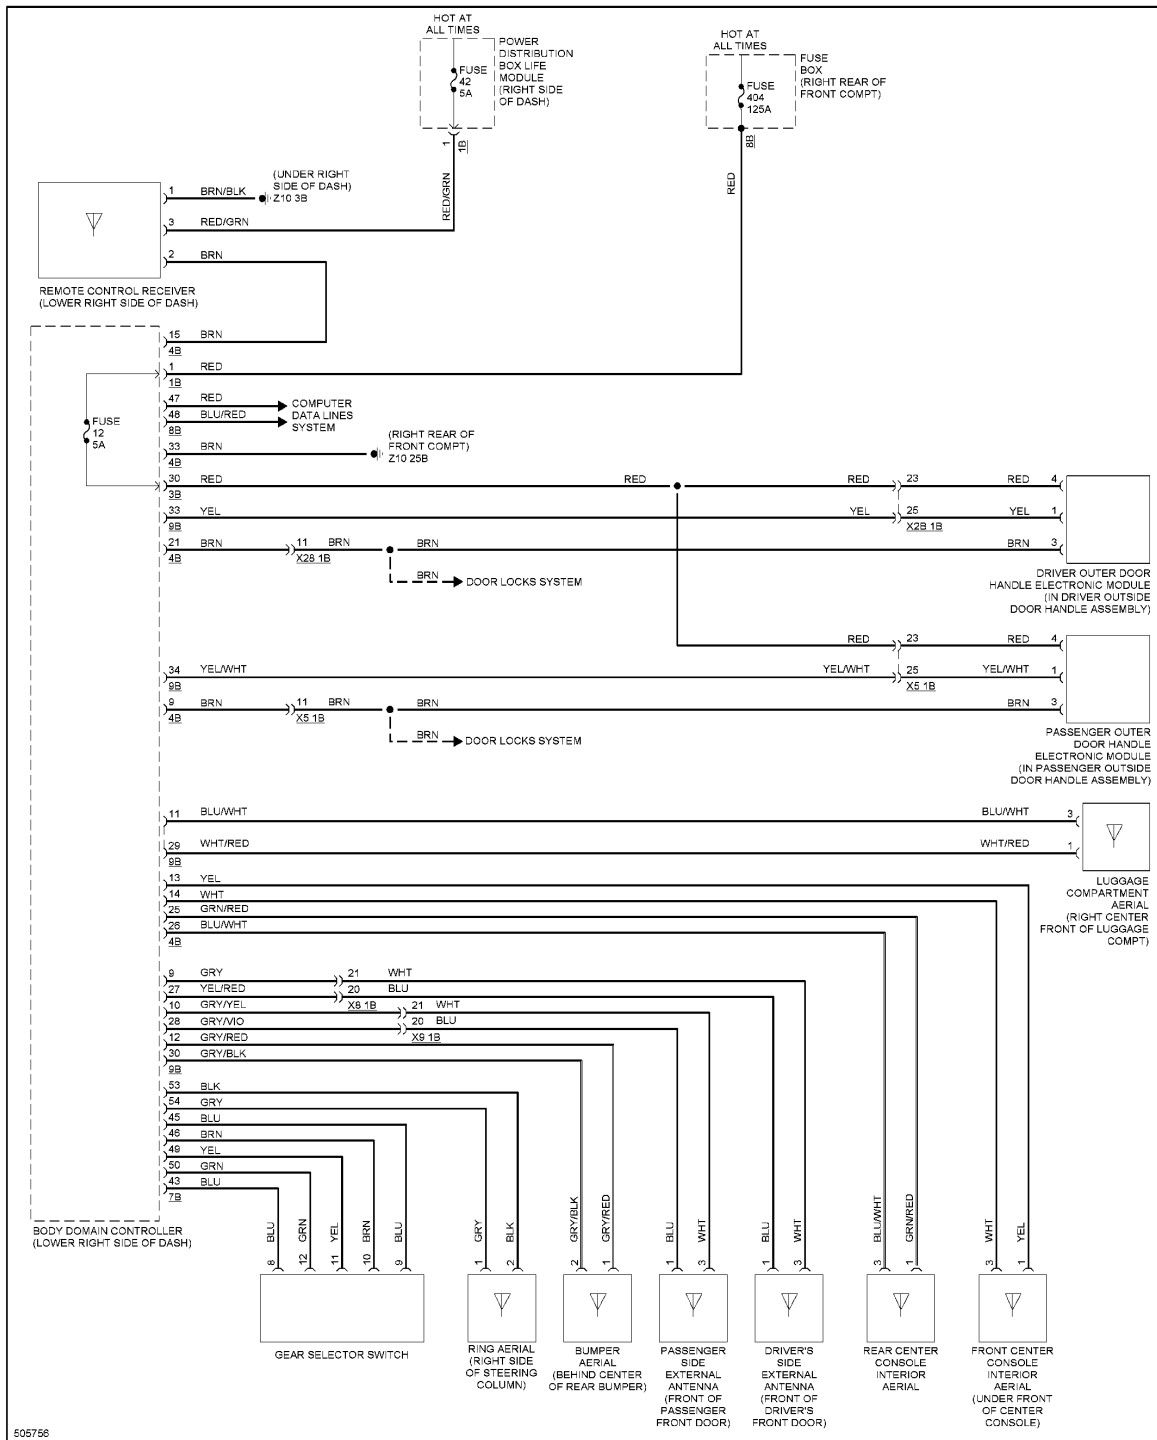 HOT AT
ALL TIMES
POWER
DISTRIBUTION
BOX LIFE
MODULE
(RIGHT SIDE
OF DASH)
FUSE
42
5A
1
1B
RED/GRN
HOT AT
ALL TIMES
FUSE
BOX
(RIGHT REAR OF
FRONT COMPT)
FUSE
404
125A
8B
RED
1 BRN/BLK
(UNDER RIGHT
SIDE OF DASH)
Z10 3B
3 RED/GRN
2 BRN
REMOTE CONTROL RECEIVER
(LOWER RIGHT SIDE OF DASH)
15 BRN
4B
1 RED
1B
47 RED
48 BLU/RED
8B
COMPUTER
DATA LINES
SYSTEM
FUSE
12
5A
33 BRN
4B
(RIGHT REAR OF
FRONT COMPT)
Z10 25B
30 RED RED RED 23 RED 4
3B
33 YEL YEL 25 YEL 1
9B X2B 1B
21 BRN 11 BRN BRN BRN 3
4B X28 1B
BRN DOOR LOCKS SYSTEM
DRIVER OUTER DOOR
HANDLE ELECTRONIC MODULE
(IN DRIVER OUTSIDE
DOOR HANDLE ASSEMBLY)
RED 23 RED 4
34 YEL/WHT YEL/WHT 25 YEL/WHT 1
9B X5 1B
9 BRN 11 BRN BRN BRN 3
4B X5 1B
BRN DOOR LOCKS SYSTEM
PASSENGER OUTER
DOOR HANDLE
ELECTRONIC MODULE
(IN PASSENGER OUTSIDE
DOOR HANDLE ASSEMBLY)
11 BLU/WHT BLU/WHT 3
29 WHT/RED WHT/RED 1
9B
LUGGAGE
COMPARTMENT
AERIAL
(RIGHT CENTER
FRONT OF LUGGAGE
COMPT)
13 YEL
14 WHT
25 GRN/RED
26 BLU/WHT
4B
9 GRY 21 WHT
27 YEL/RED 20 BLU
X8 1B
10 GRY/YEL 21 WHT
28 GRY/VIO 20 BLU
X9 1B
12 GRY/RED
30 GRY/BLK
9B
53 BLK
54 GRY
45 BLU
46 BRN
49 YEL
50 GRN
43 BLU
7B
BODY DOMAIN CONTROLLER
(LOWER RIGHT SIDE OF DASH)
BLU GRN YEL BRN BLU GRY BLK GRY/BLK GRY/RED BLU WHT BLU WHT BLU/WHT GRN/RED WHT YEL
8 12 11 10 9 1 2 2 1 1 3 1 3 3 1 3 1
GEAR SELECTOR SWITCH
RING AERIAL
(RIGHT SIDE
OF STEERING
COLUMN)
BUMPER
AERIAL
(BEHIND CENTER
OF REAR BUMPER)
PASSENGER
SIDE
EXTERNAL
ANTENNA
(FRONT OF
PASSENGER
FRONT DOOR)
DRIVER'S
SIDE
EXTERNAL
ANTENNA
(FRONT OF
DRIVER'S
FRONT DOOR)
REAR CENTER
CONSOLE
INTERIOR
AERIAL
FRONT CENTER
CONSOLE
INTERIOR
AERIAL
(UNDER FRONT
OF CENTER
CONSOLE)
505756